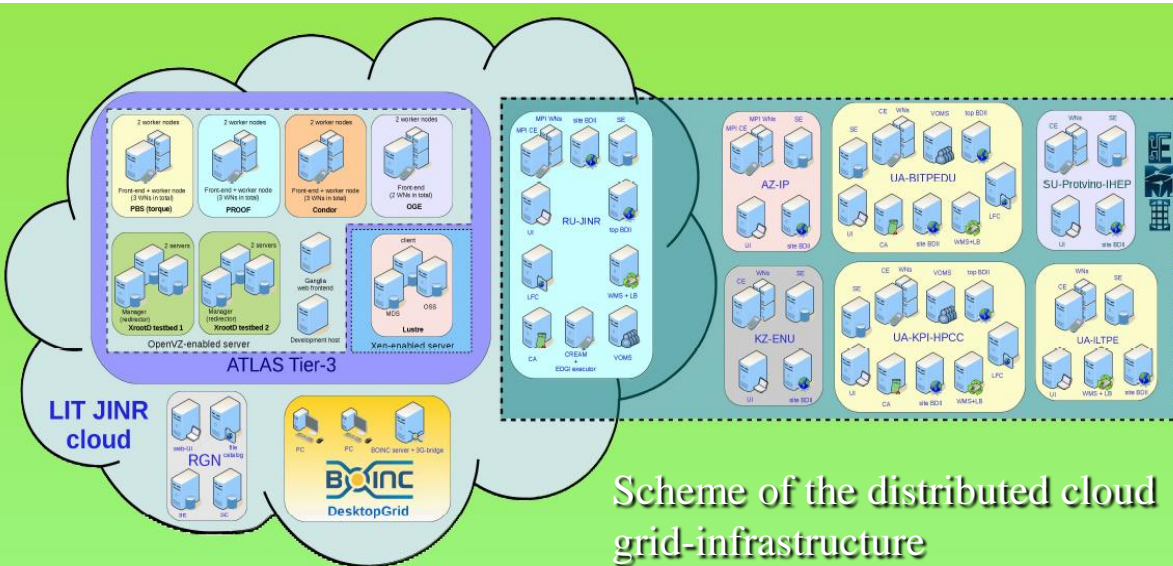 2 worker nodes
Front-end + worker node
(3 WNs in total)
PBS (torque)
2 worker nodes
Front-end + worker node
(3 WNs in total)
PROOF
2 worker nodes
Front-end + worker node
(3 WNs in total)
Condor
2 worker nodes
Front-end
(2 WNs in total)
OGE
2 servers
Manager
(redirector)
XrootD testbed 1
2 servers
Manager
(redirector)
XrootD testbed 2
Ganglia
web frontend
Development host
OpenVZ-enabled server
client
MDS
OSS
Lustre
Xen-enabled server
ATLAS Tier-3
LIT JINR
cloud
web-UI
file
catalog
RGN
SE
PC
PC
BOINC server + 3G-bridge
BOINC
DesktopGrid
MPI WNs
site BDII
SE
MPI CE
RU-JINR
UI
top BDII
LFC
WMS + LB
CA
CREAM
+
EDGI executor
VOMS
MPI WNs
SE
MPI CE
AZ-IP
UI
site BDII
CE
WNs
VOMS
top BDII
SE
UA-BITPEDU
LFC
UI
CA
site BDII
WMS+LB
WNs
SE
CE
SU-Protvino-IHEP
UI
site BDII
WNs
SE
CE
KZ-ENU
UI
site BDII
CE
WNs
VOMS
top BDII
SE
UA-KPI-HPCC
LFC
UI
CA
site BDII
WMS+LB
WNs
CE
SE
UA-ILTPE
UI
WMS + LB
site BDII
Scheme of the distributed cloud
grid-infrastructure